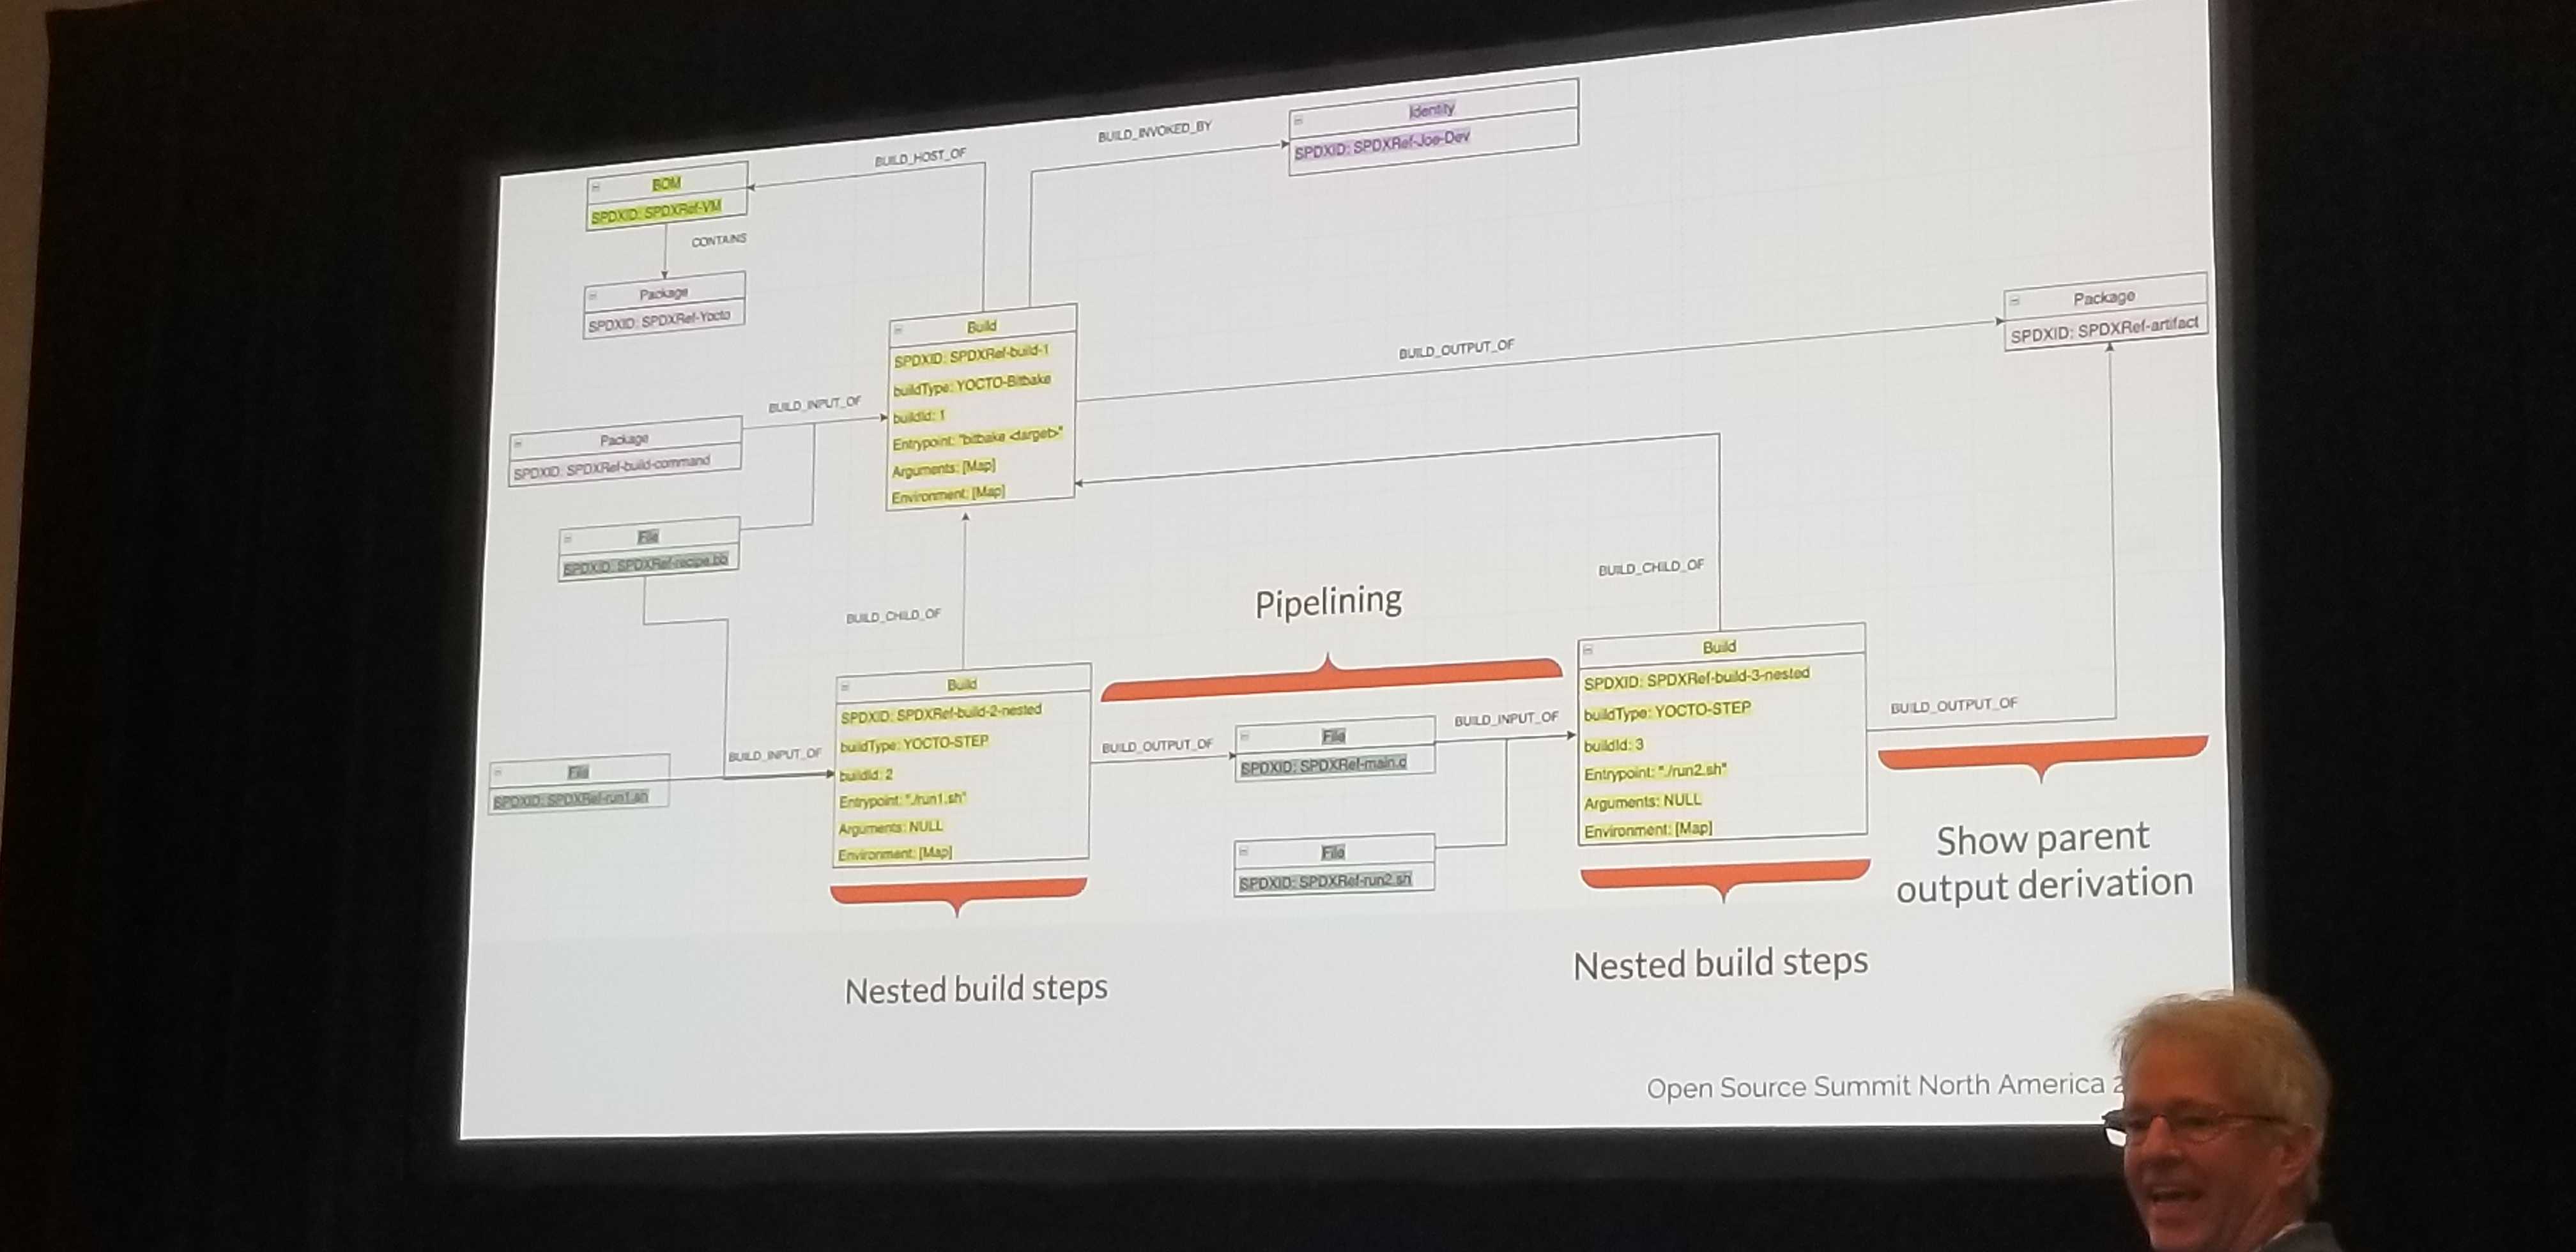 Identity
SPDXID: SPDXRef-Joe-Dev
BUILD_INVOKED_BY
BUILD_HOST_OF
BOM
SPDXID: SPDXRef-VM
CONTAINS
Package
SPDXID: SPDXRef-Yocto
Build
SPDXID: SPDXRef-build-1
buildType: YOCTO-Bitbake
buildId: 1
Entrypoint: "bitbake <target>"
Arguments: [Map]
Environment: [Map]
BUILD_OUTPUT_OF
Package
SPDXID: SPDXRef-artifact
BUILD_INPUT_OF
Package
SPDXID: SPDXRef-build-command
File
SPDXID: SPDXRef-recipe.bb
BUILD_CHILD_OF
Pipelining
BUILD_CHILD_OF
Build
SPDXID: SPDXRef-build-2-nested
buildType: YOCTO-STEP
buildId: 2
Entrypoint: "./run1.sh"
Arguments: NULL
Environment: [Map]
BUILD_INPUT_OF
File
SPDXID: SPDXRef-run1.sh
BUILD_OUTPUT_OF
File
SPDXID: SPDXRef-main.c
BUILD_INPUT_OF
File
SPDXID: SPDXRef-run2.sh
Build
SPDXID: SPDXRef-build-3-nested
buildType: YOCTO-STEP
buildId: 3
Entrypoint: "./run2.sh"
Arguments: NULL
Environment: [Map]
BUILD_OUTPUT_OF
Show parent
output derivation
Nested build steps
Nested build steps
Open Source Summit North America 2